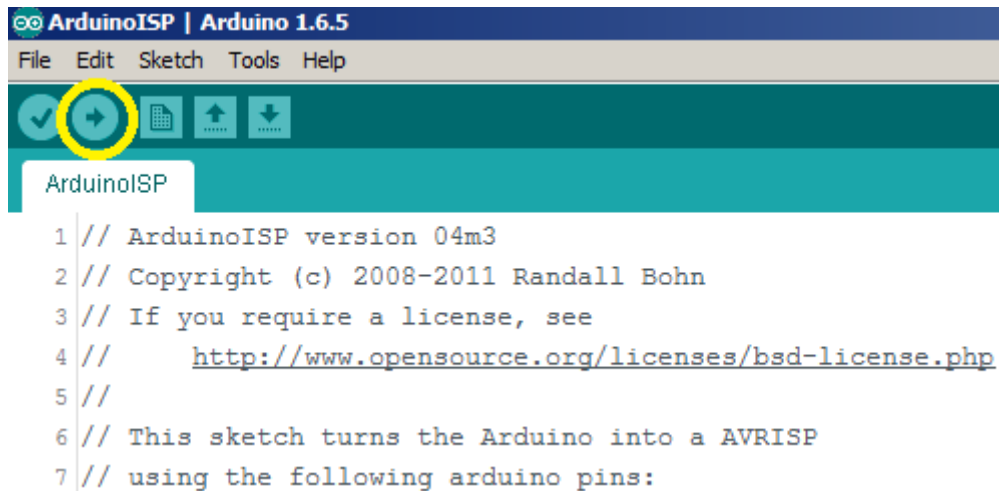 ArduinoISP | Arduino 1.6.5
File Edit Sketch Tools Help
ArduinoISP
1 // ArduinoISP version 04m3
2 // Copyright (c) 2008-2011 Randall Bohn
3 // If you require a license, see
4 //     http://www.opensource.org/licenses/bsd-license.php
5 //
6 // This sketch turns the Arduino into a AVRISP
7 // using the following arduino pins: